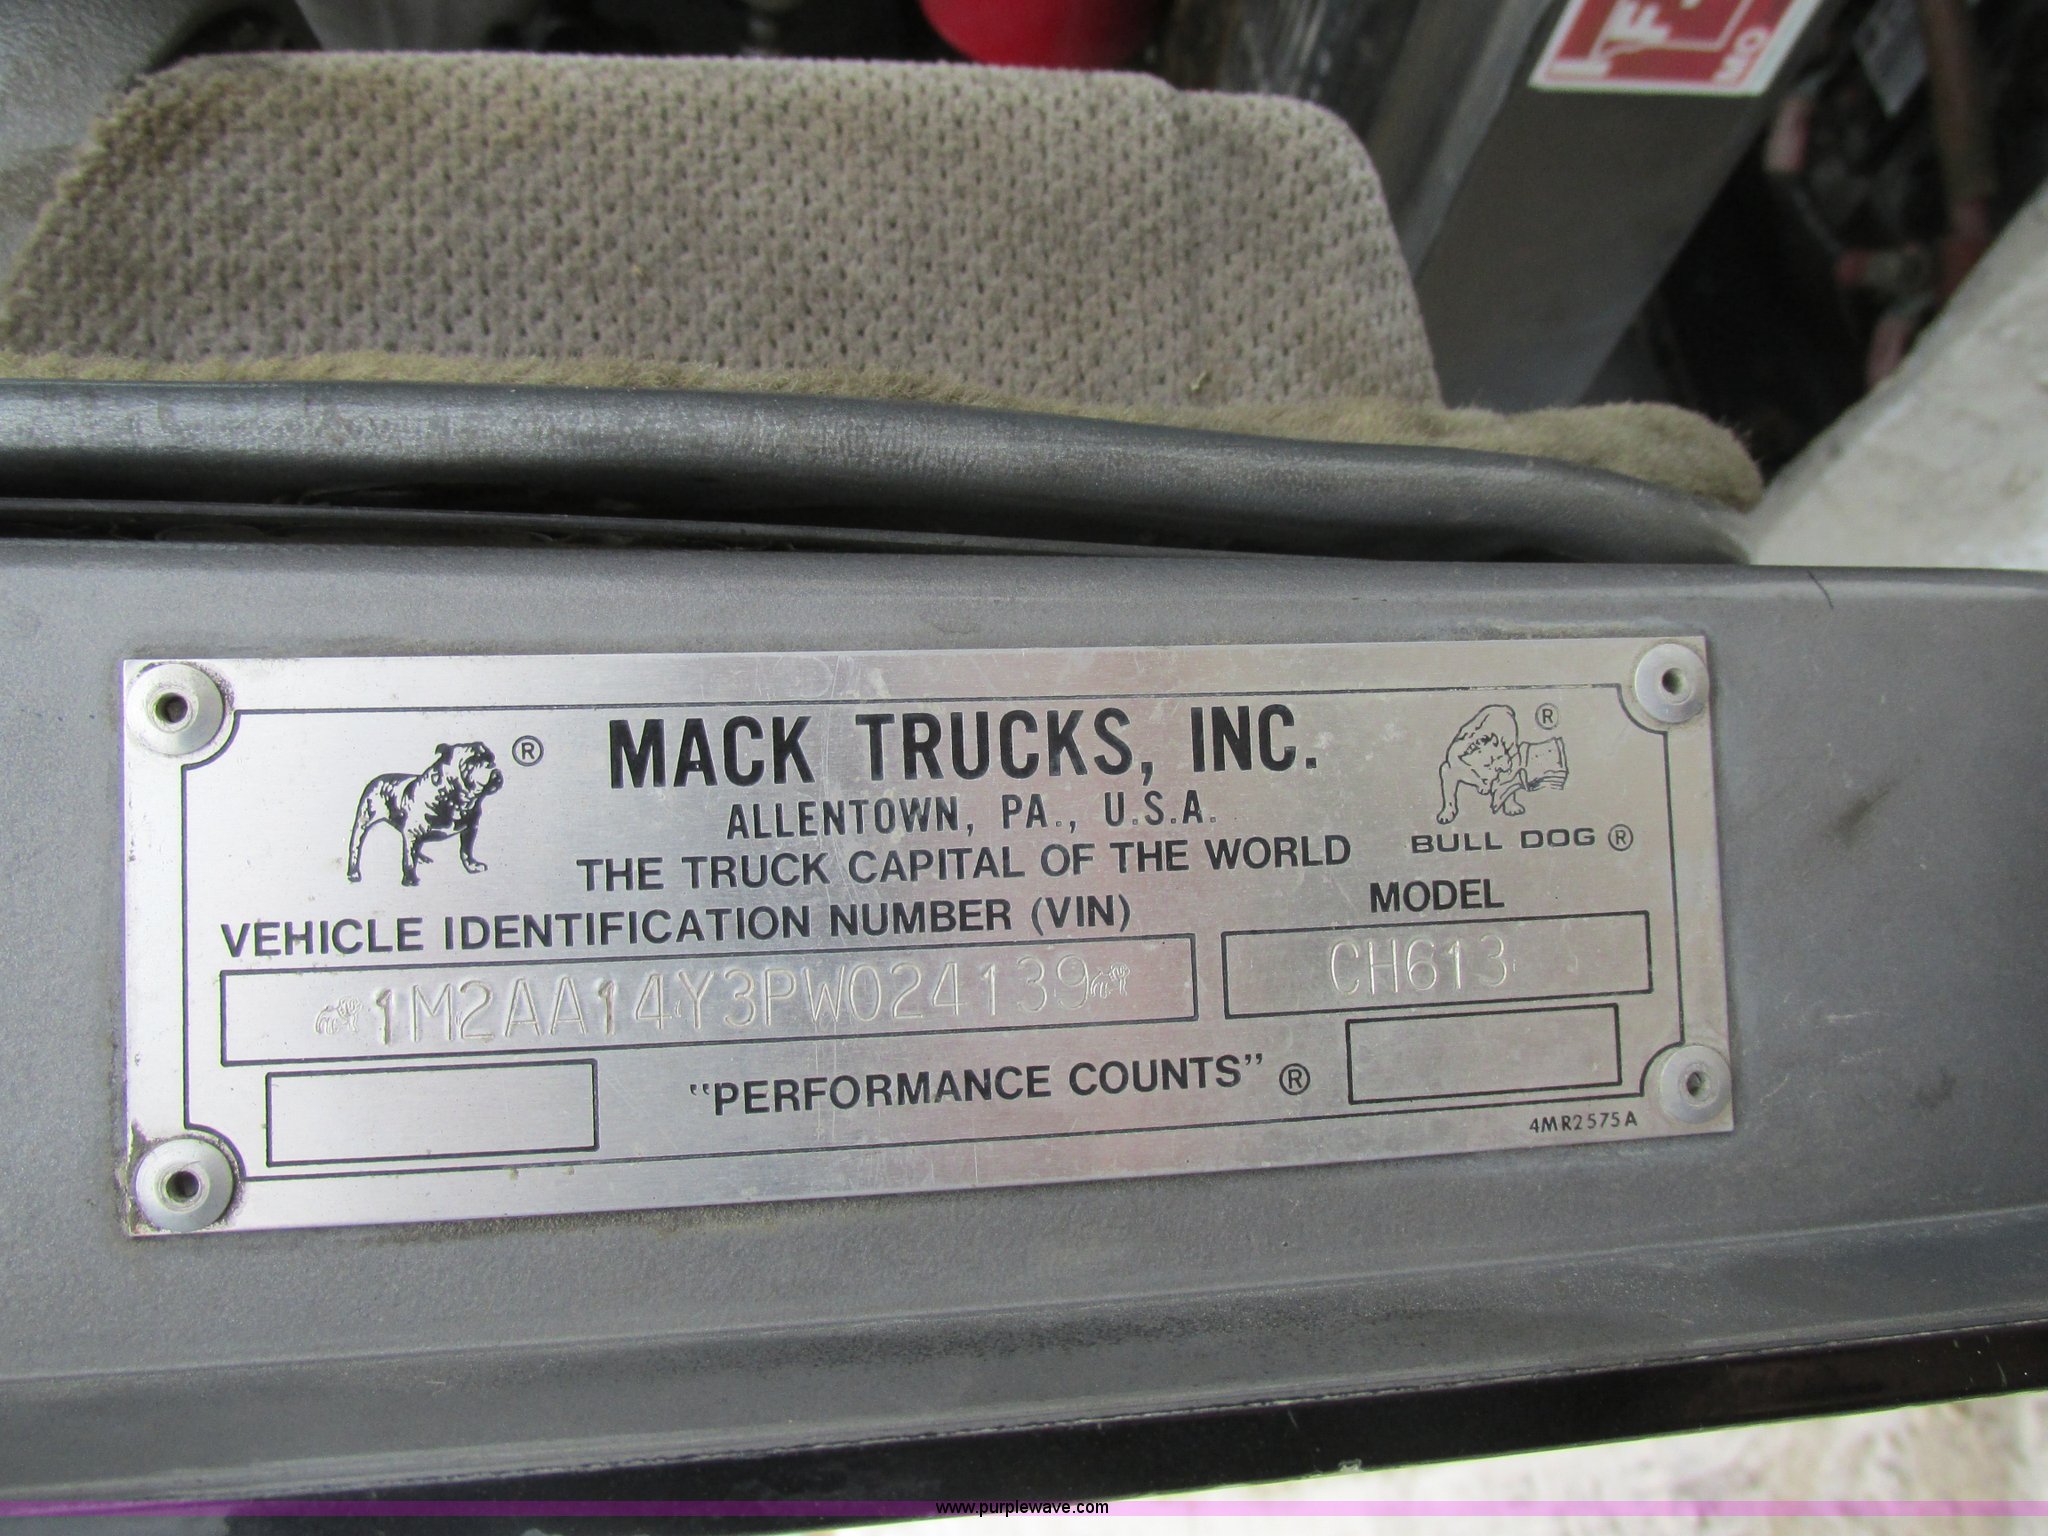 F
MO
®
MACK TRUCKS, INC.
®
ALLENTOWN, PA., U.S.A.
THE TRUCK CAPITAL OF THE WORLD
BULL DOG ®
VEHICLE IDENTIFICATION NUMBER (VIN)
MODEL
1M2AA14Y3PW024139
CH613
"PERFORMANCE COUNTS" ®
4MR2575A
www.purplewave.com